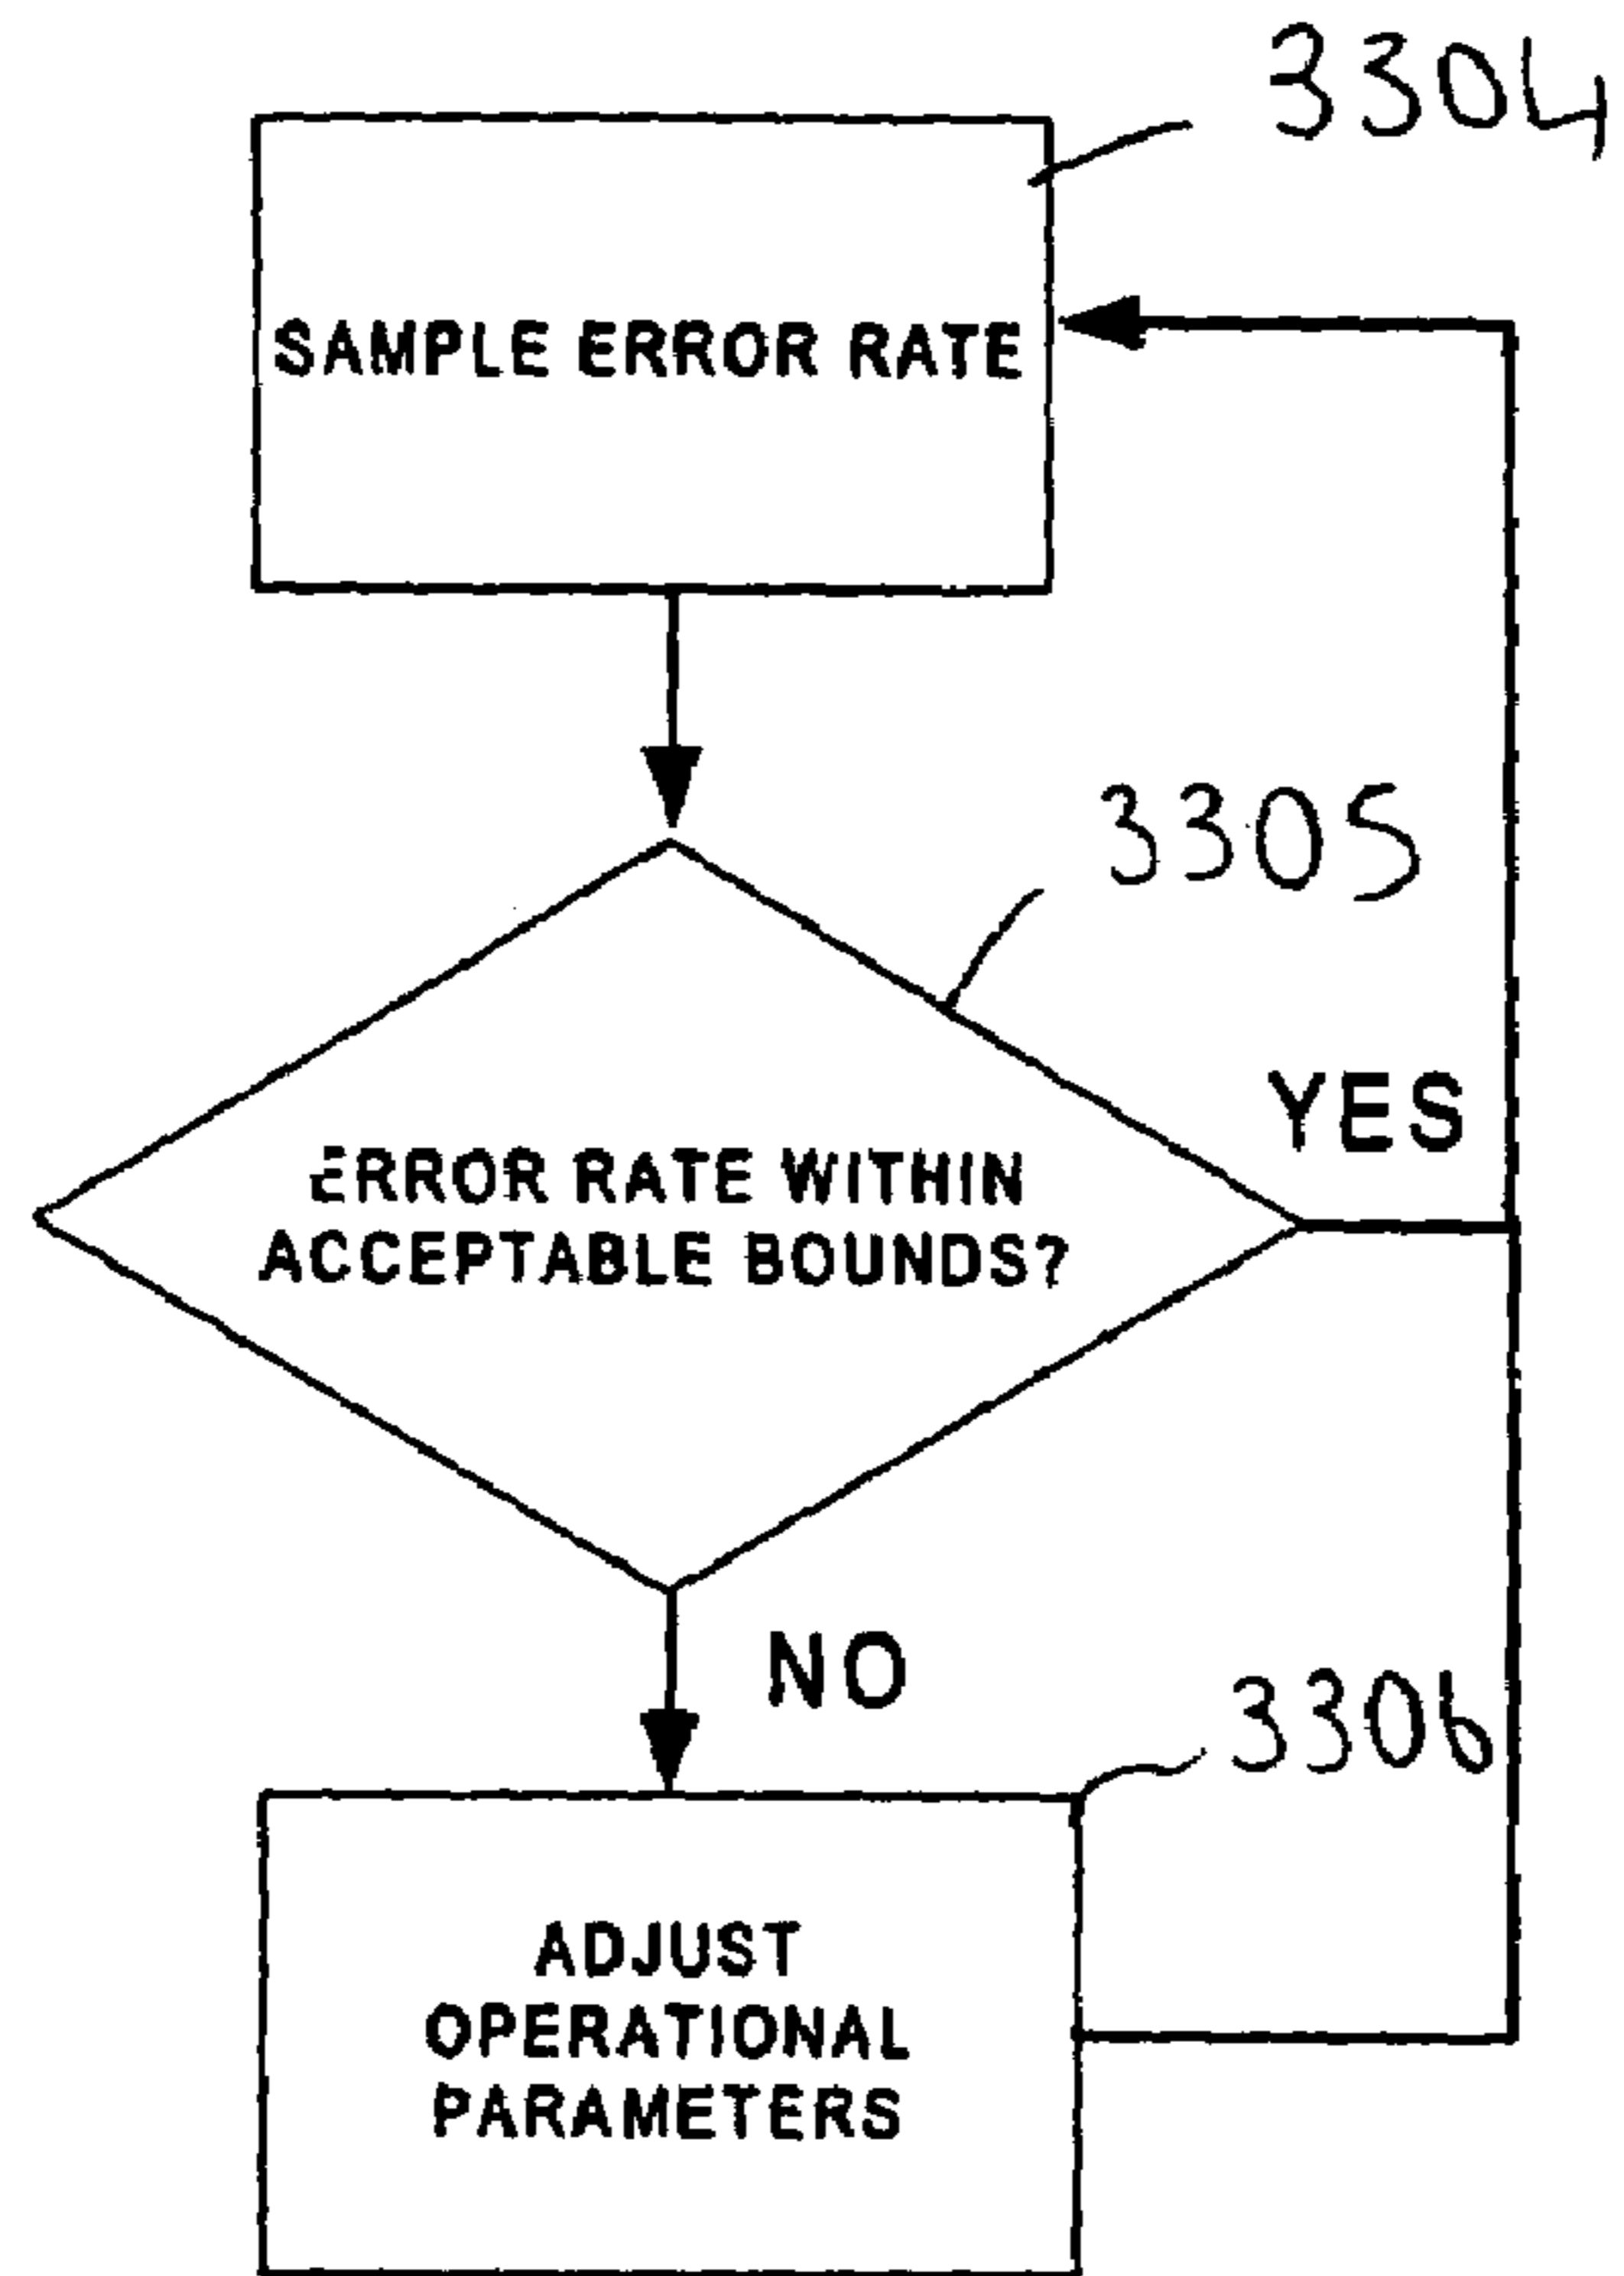 3304
SAMPLE ERROR RATE
3305
YES
ERROR RATE WITHIN
ACCEPTABLE BOUNDS?
NO
3306
ADJUST
OPERATIONAL
PARAMETERS